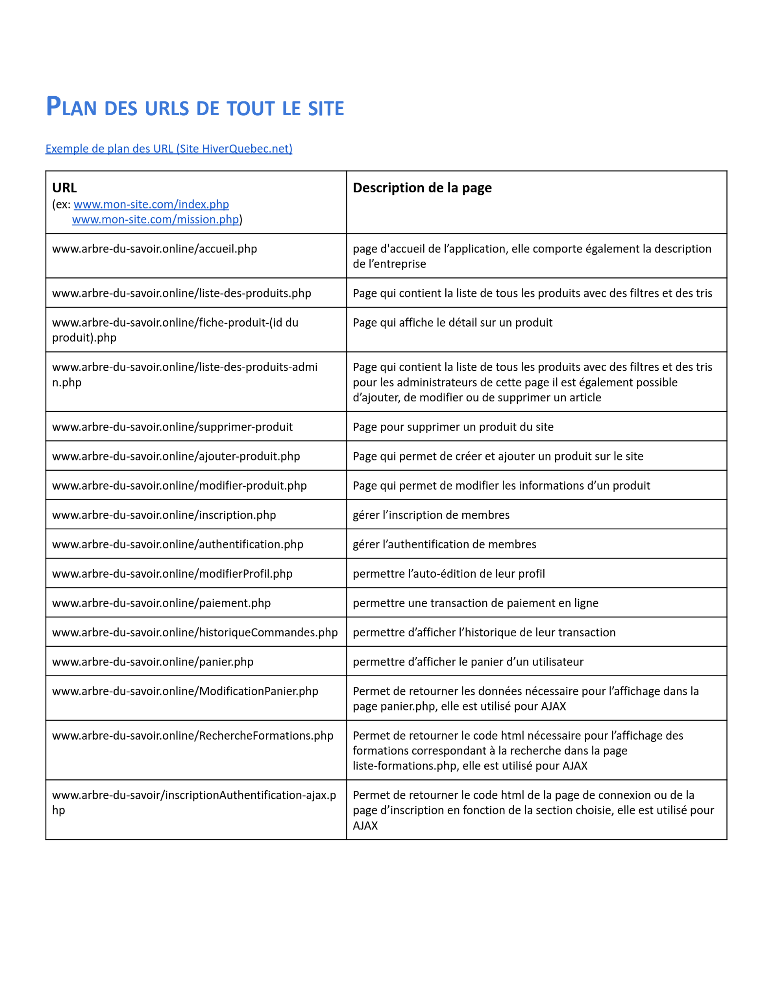 Plan des urls de tout le site
Exemple de plan des URL (Site HiverQuebec.net)
URL
(ex: www.mon-site.com/index.php
www.mon-site.com/mission.php)
Description de la page
www.arbre-du-savoir.online/accueil.php
page d'accueil de l’application, elle comporte également la description
de l’entreprise
www.arbre-du-savoir.online/liste-des-produits.php
Page qui contient la liste de tous les produits avec des filtres et des tris
www.arbre-du-savoir.online/fiche-produit-(id du
produit).php
Page qui affiche le détail sur un produit
www.arbre-du-savoir.online/liste-des-produits-admi
n.php
Page qui contient la liste de tous les produits avec des filtres et des tris
pour les administrateurs de cette page il est également possible
d’ajouter, de modifier ou de supprimer un article
www.arbre-du-savoir.online/supprimer-produit
Page pour supprimer un produit du site
www.arbre-du-savoir.online/ajouter-produit.php
Page qui permet de créer et ajouter un produit sur le site
www.arbre-du-savoir.online/modifier-produit.php
Page qui permet de modifier les informations d’un produit
www.arbre-du-savoir.online/inscription.php
gérer l’inscription de membres
www.arbre-du-savoir.online/authentification.php
gérer l’authentification de membres
www.arbre-du-savoir.online/modifierProfil.php
permettre l’auto-édition de leur profil
www.arbre-du-savoir.online/paiement.php
permettre une transaction de paiement en ligne
www.arbre-du-savoir.online/historiqueCommandes.php
permettre d’afficher l’historique de leur transaction
www.arbre-du-savoir.online/panier.php
permettre d’afficher le panier d’un utilisateur
www.arbre-du-savoir.online/ModificationPanier.php
Permet de retourner les données nécessaire pour l’affichage dans la
page panier.php, elle est utilisé pour AJAX
www.arbre-du-savoir.online/RechercheFormations.php
Permet de retourner le code html nécessaire pour l’affichage des
formations correspondant à la recherche dans la page
liste-formations.php, elle est utilisé pour AJAX
www.arbre-du-savoir/inscriptionAuthentification-ajax.p
hp
Permet de retourner le code html de la page de connexion ou de la
page d’inscription en fonction de la section choisie, elle est utilisé pour
AJAX